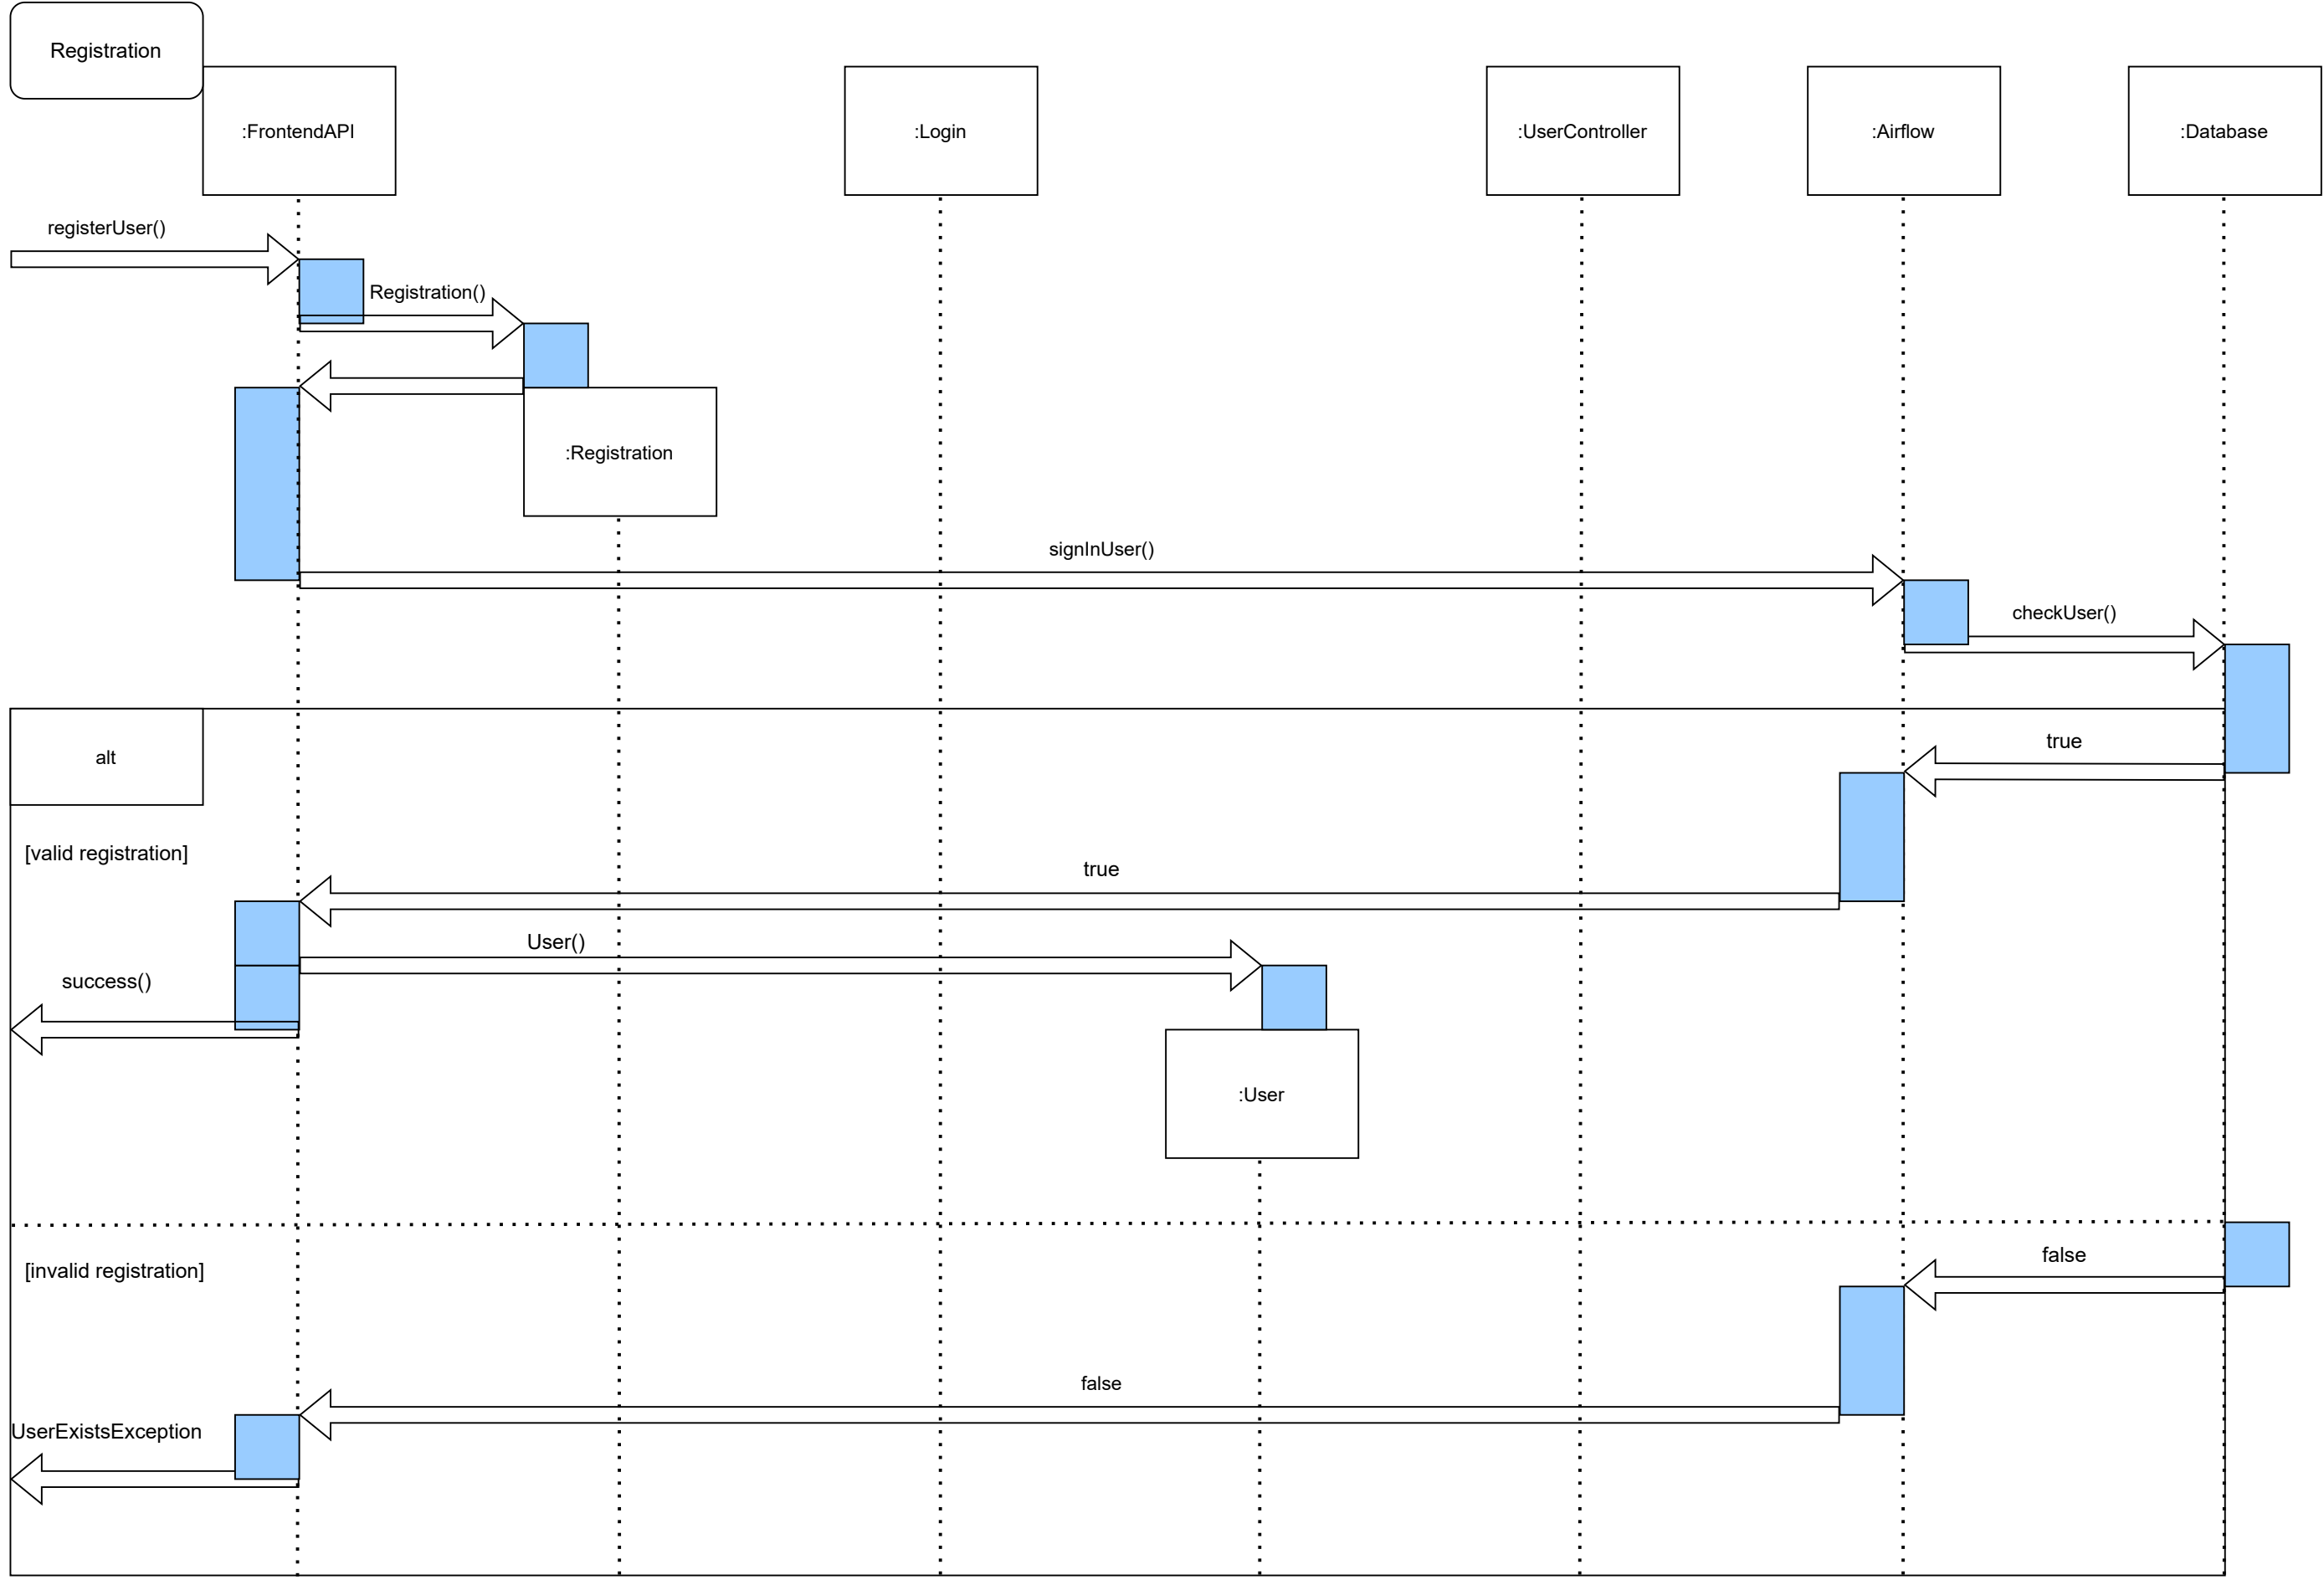 Registration
:FrontendAPI
:Login
:UserController
:Airflow
:Database
registerUser()
Registration()
:Registration
signInUser()
checkUser()
alt
true
[valid registration]
true
User()
success()
:User
[invalid registration]
false
false
UserExistsException